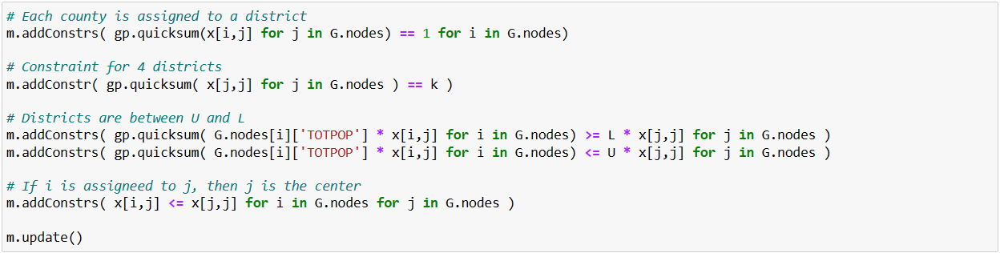 # Each county is assigned to a district
m.addConstrs( gp.quicksum(x[i,j] for j in G.nodes) == 1 for i in G.nodes)
# Constraint for 4 districts
m.addConstr( gp.quicksum( x[j,j] for j in G.nodes ) == k )
# Districts are between U and L
m.addConstrs( gp.quicksum( G.nodes[i]['TOTPOP'] * x[i,j] for i in G.nodes) >= L * x[j,j] for j in G.nodes )
m.addConstrs( gp.quicksum( G.nodes[i]['TOTPOP'] * x[i,j] for i in G.nodes) <= U * x[j,j] for j in G.nodes )
# If i is assigneed to j, then j is the center
m.addConstrs( x[i,j] <= x[j,j] for i in G.nodes for j in G.nodes )
m.update()